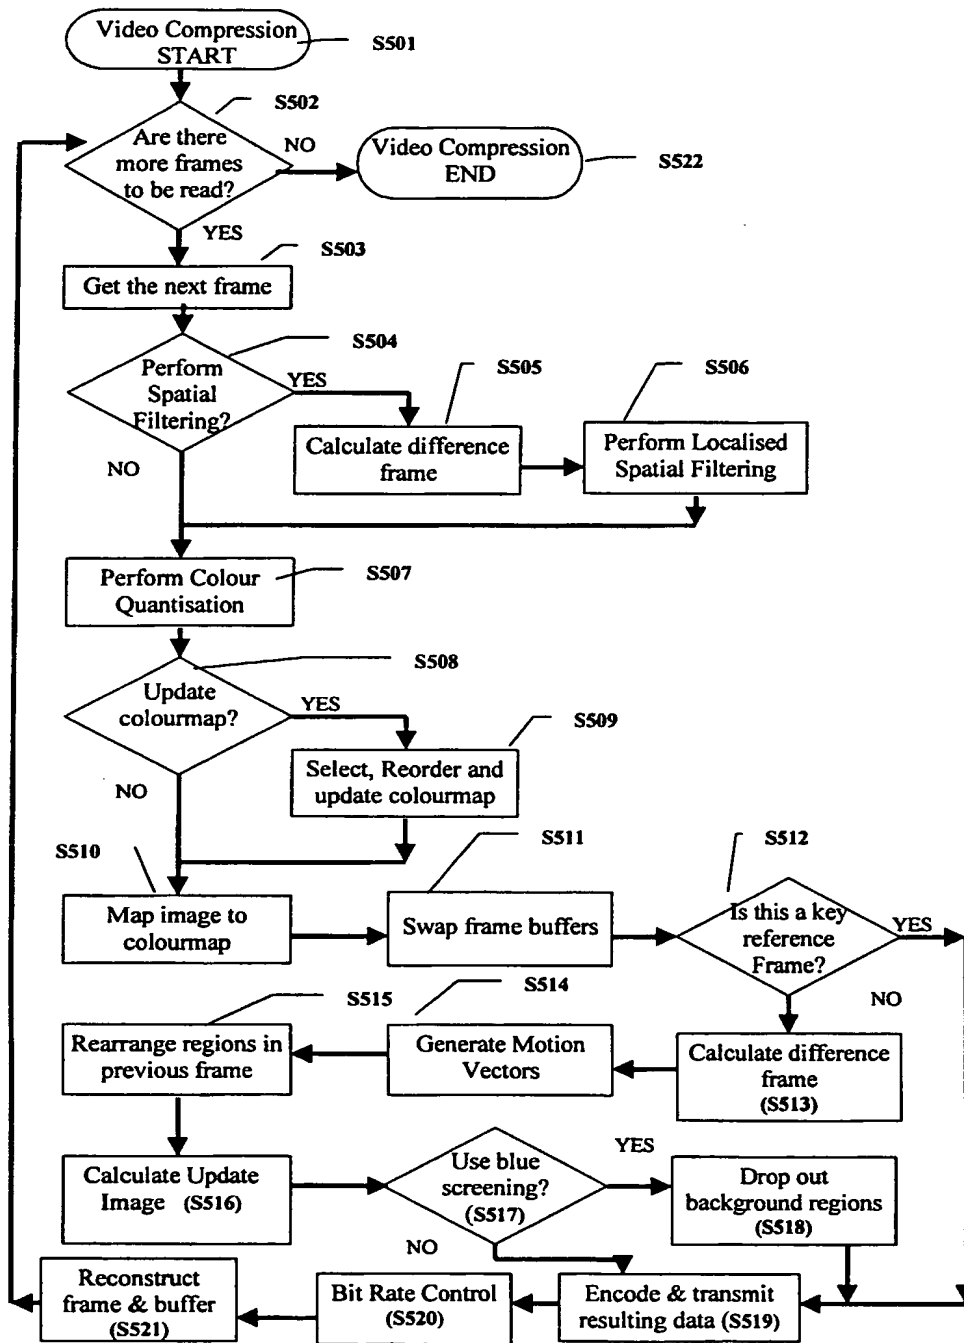 Video Compression
START
S501
S502
Are there
more frames
to be read?
NO
Video Compression
END
S522
YES
S503
Get the next frame
S504
Perform
Spatial
Filtering?
YES
S505
S506
Calculate difference
frame
Perform Localised
Spatial Filtering
NO
S507
Perform Colour
Quantisation
S508
Update
colourmap?
YES
S509
Select, Reorder and
update colourmap
NO
S510
S511
S512
Map image to
colourmap
Swap frame buffers
Is this a key
reference
Frame?
YES
NO
S515
S514
Rearrange regions in
previous frame
Generate Motion
Vectors
Calculate difference
frame
(S513)
Calculate Update
Image (S516)
Use blue
screening?
(S517)
YES
Drop out
background regions
(S518)
NO
Reconstruct
frame & buffer
(S521)
Bit Rate Control
(S520)
Encode & transmit
resulting data (S519)